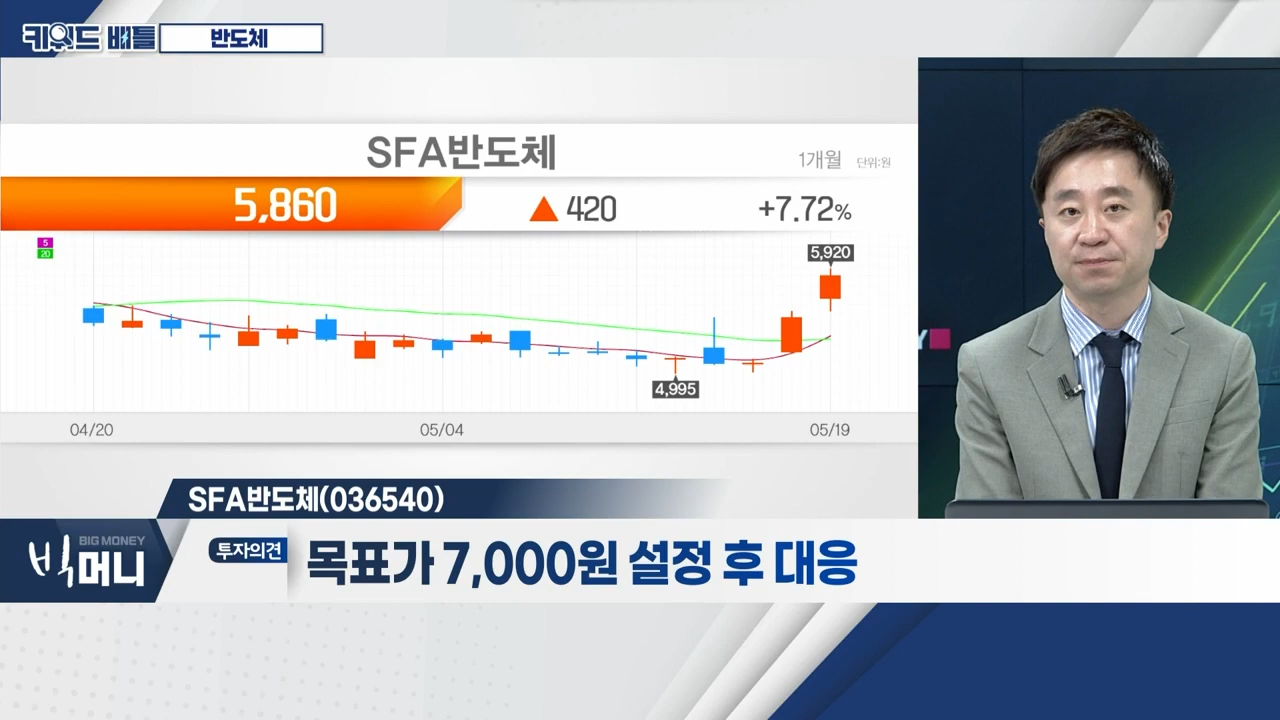 키워드 배틀
반도체
SFA반도체
1개월 단위:원
5,860 ▲ 420 +7.72%
5
20
5,920
4,995
04/20 05/04 05/19
Y
SFA반도체(036540)
BIG MONEY
빅머니
투자의견
목표가 7,000원 설정 후 대응